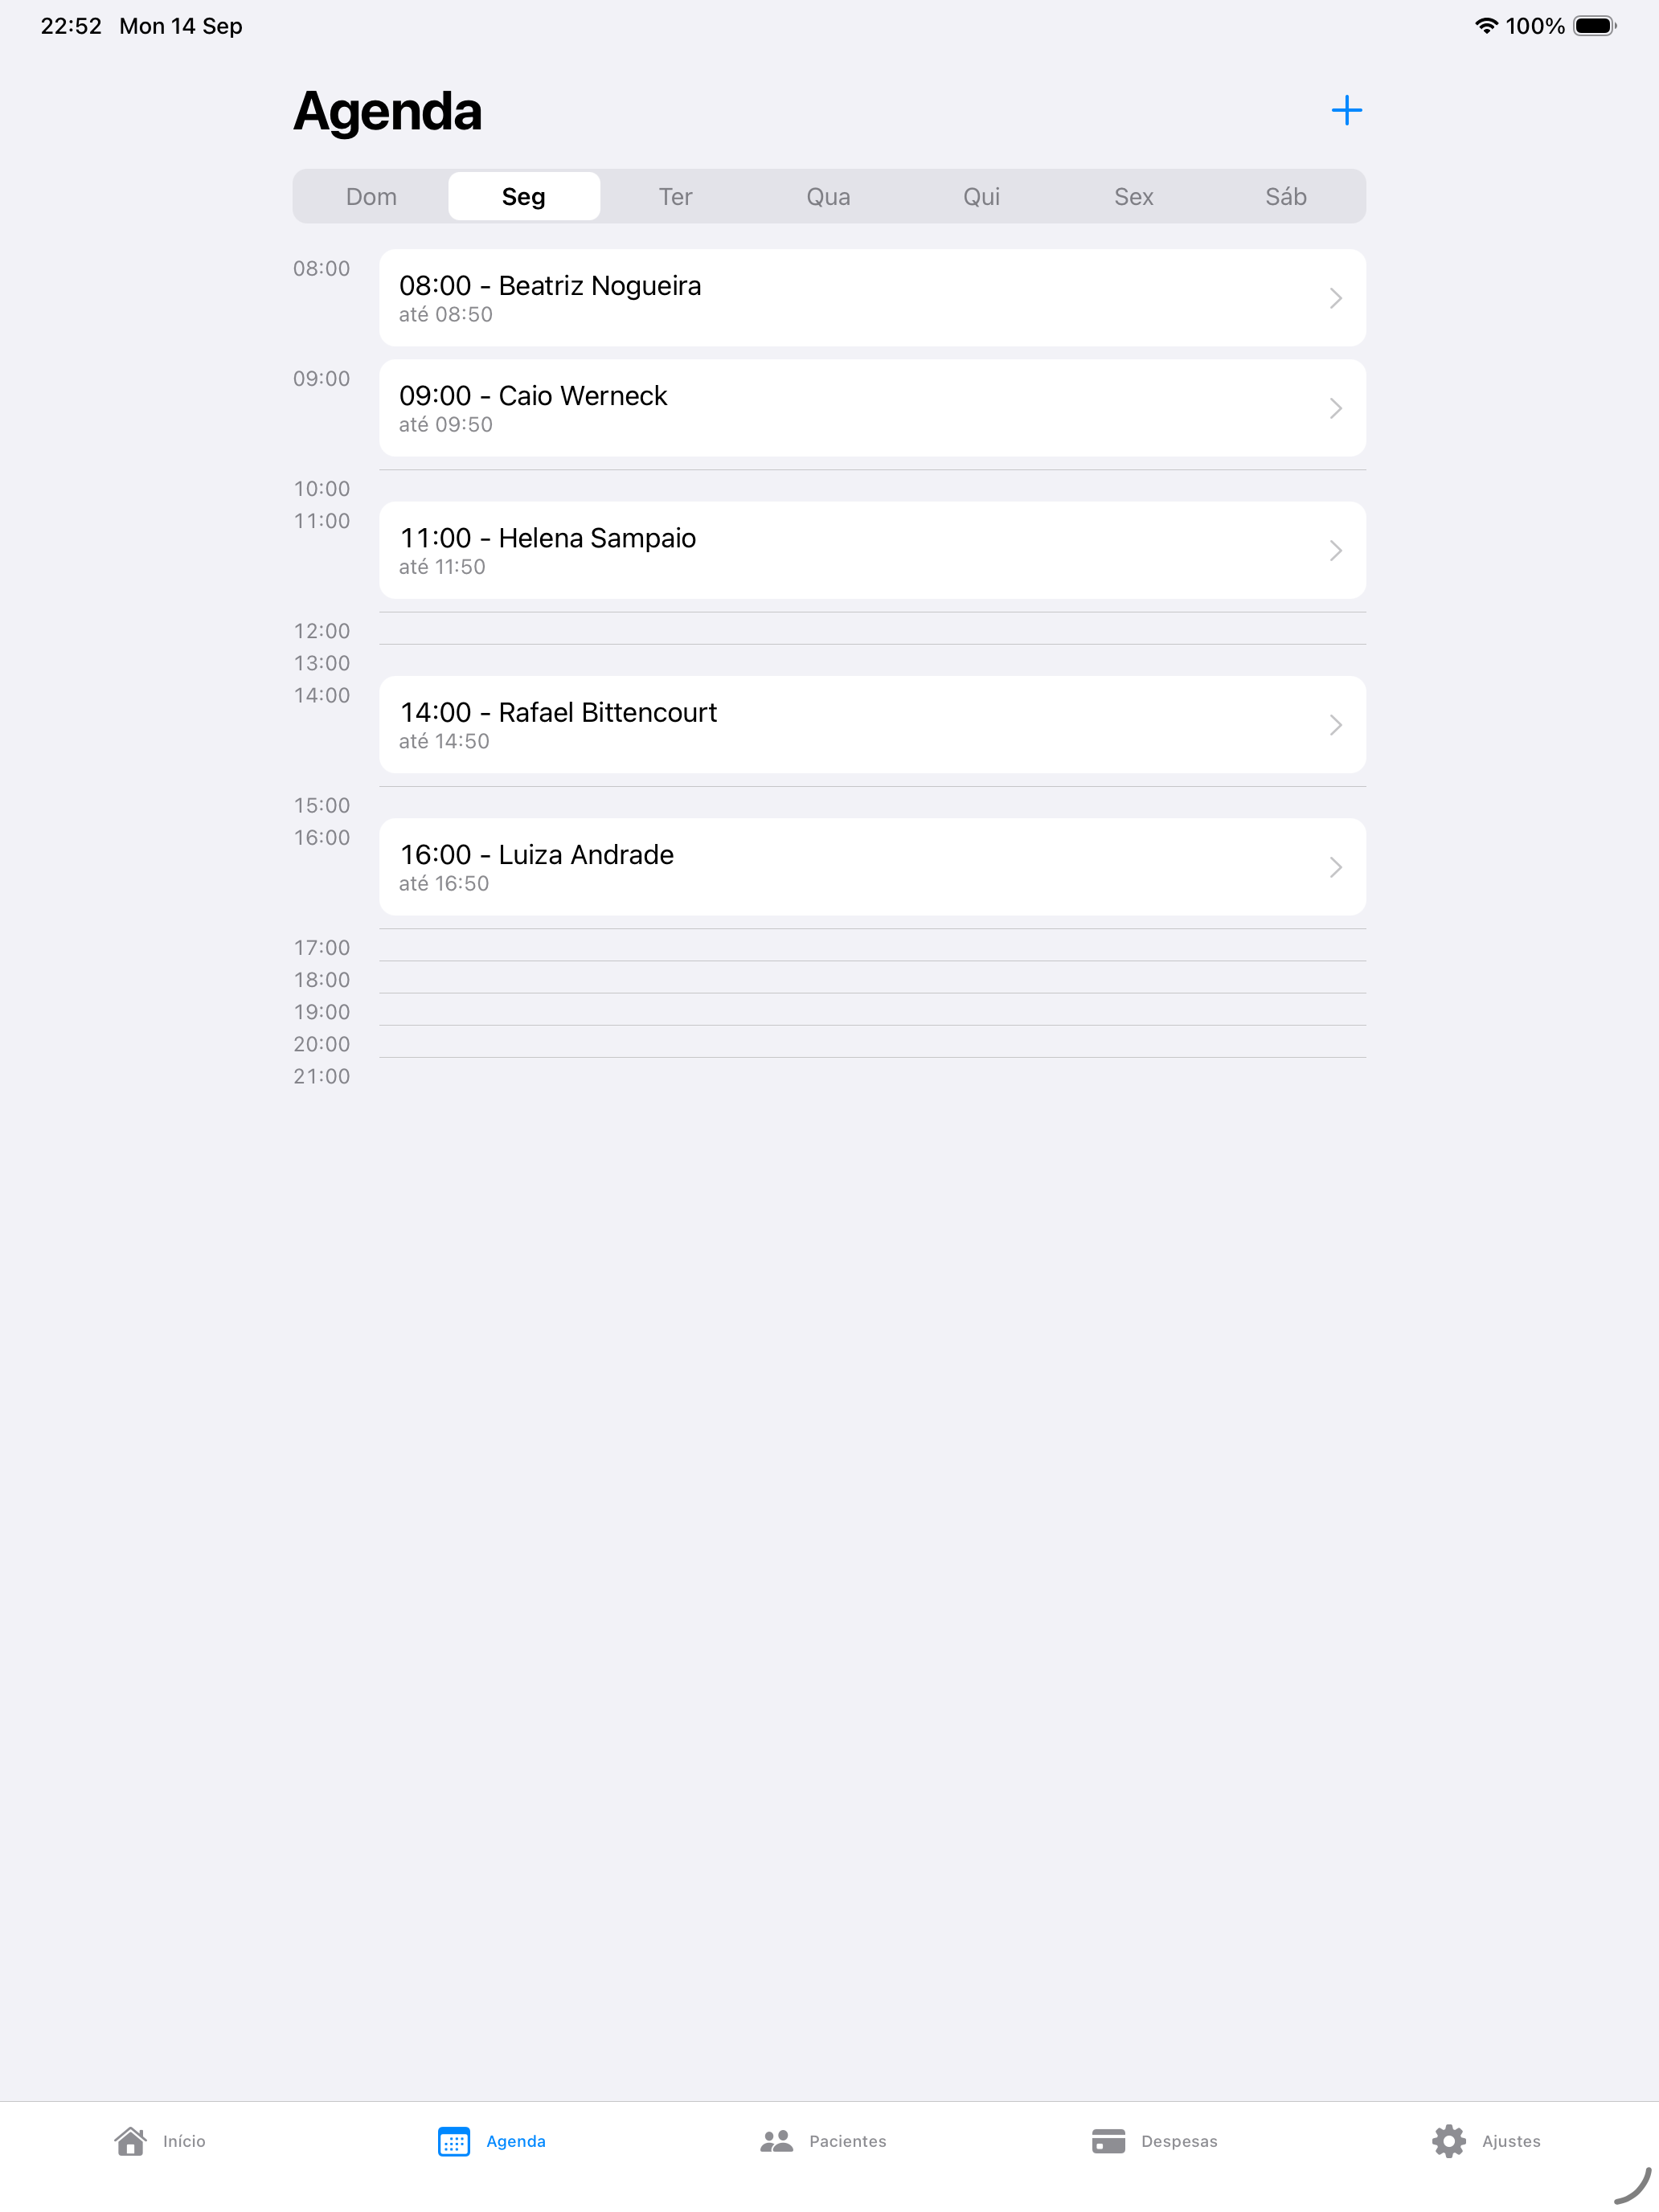 22:52 Mon 14 Sep 100%
Agenda
Dom Seg Ter Qua Qui Sex Sáb
08:00
08:00 - Beatriz Nogueira
até 08:50
09:00
09:00 - Caio Werneck
até 09:50
10:00
11:00
11:00 - Helena Sampaio
até 11:50
12:00
13:00
14:00
14:00 - Rafael Bittencourt
até 14:50
15:00
16:00
16:00 - Luiza Andrade
até 16:50
17:00
18:00
19:00
20:00
21:00
Início Agenda Pacientes Despesas Ajustes